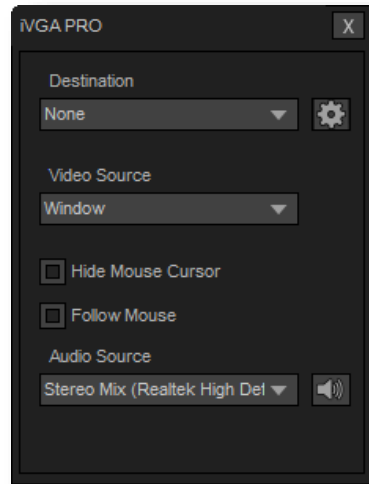 iVGA PRO
X
Destination
None
Video Source
Window
Hide Mouse Cursor
Follow Mouse
Audio Source
Stereo Mix (Realtek High Def